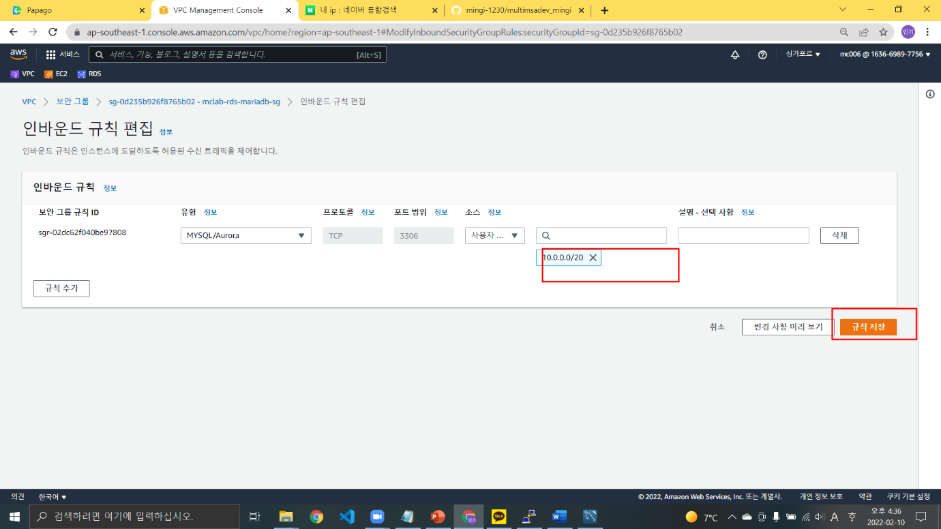 Papago
VPC Management Console
내 ip : 네이버 통합검색
mingi-1230/multimsadev_mingi
ap-southeast-1.console.aws.amazon.com/vpc/home?region=ap-southeast-1#ModifyInboundSecurityGroupRules:securityGroupId=sg-0d235b926f8765b02
민기
aws
서비스
서비스, 기능, 블로그, 설명서 등을 검색합니다.
[Alt+S]
싱가포르
mc006 @ 1636-6989-7756
VPC
EC2
RDS
VPC
보안 그룹
sg-0d235b926f8765b02 - mclab-rds-mariadb-sg
인바운드 규칙 편집
인바운드 규칙 편집 정보
인바운드 규칙은 인스턴스에 도달하도록 허용된 수신 트래픽을 제어합니다.
인바운드 규칙 정보
보안 그룹 규칙 ID
유형 정보
프로토콜 정보
포트 범위 정보
소스 정보
설명 - 선택 사항 정보
sgr-02dc62f040be97808
MYSQL/Aurora
TCP
3306
사용자 ...
삭제
10.0.0.0/20
규칙 추가
취소
변경 사항 미리 보기
규칙 저장
의견
한국어
© 2022, Amazon Web Services, Inc. 또는 계열사.
개인 정보 보호
약관
쿠키 기본 설정
검색하려면 여기에 입력하십시오.
7°C
A
오후 4:36
2022-02-10